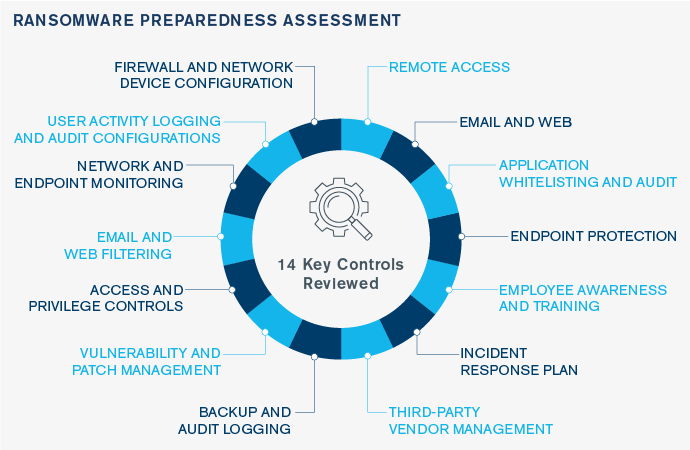 RANSOMWARE PREPAREDNESS ASSESSMENT
FIREWALL AND NETWORK
DEVICE CONFIGURATION
USER ACTIVITY LOGGING
AND AUDIT CONFIGURATIONS
NETWORK AND
ENDPOINT MONITORING
EMAIL AND
WEB FILTERING
ACCESS AND
PRIVILEGE CONTROLS
VULNERABILITY AND
PATCH MANAGEMENT
BACKUP AND
AUDIT LOGGING
14 Key Controls
Reviewed
REMOTE ACCESS
EMAIL AND WEB
APPLICATION
WHITELISTING AND AUDIT
ENDPOINT PROTECTION
EMPLOYEE AWARENESS
AND TRAINING
INCIDENT
RESPONSE PLAN
THIRD-PARTY
VENDOR MANAGEMENT